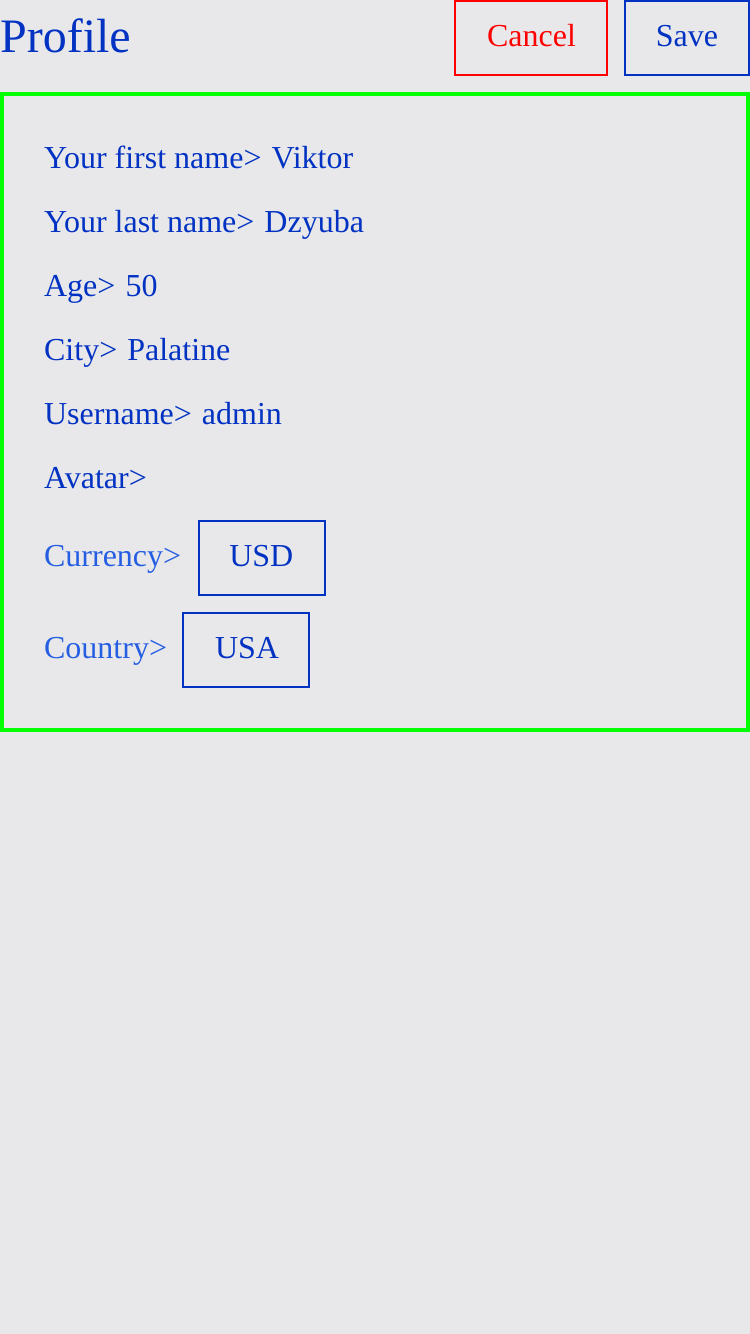 Profile Cancel Save
Your first name> Viktor
Your last name> Dzyuba
Age> 50
City> Palatine
Username> admin
Avatar>
Currency> USD
Country> USA